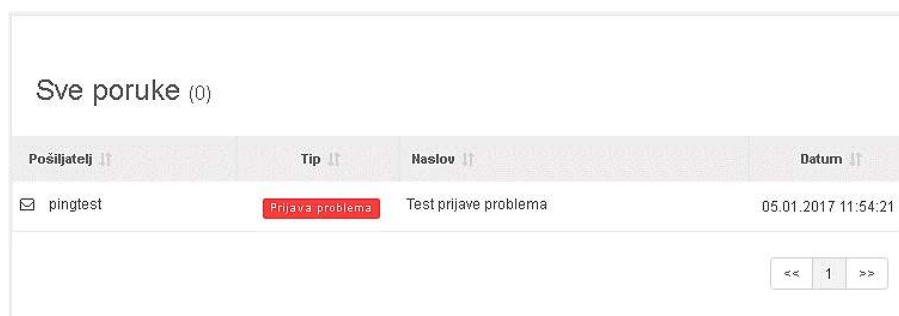 Sve poruke (0)
Pošiljatelj Tip Naslov Datum
pingtest Prijava problema Test prijave problema 05.01.2017 11:54:21
<< 1 >>